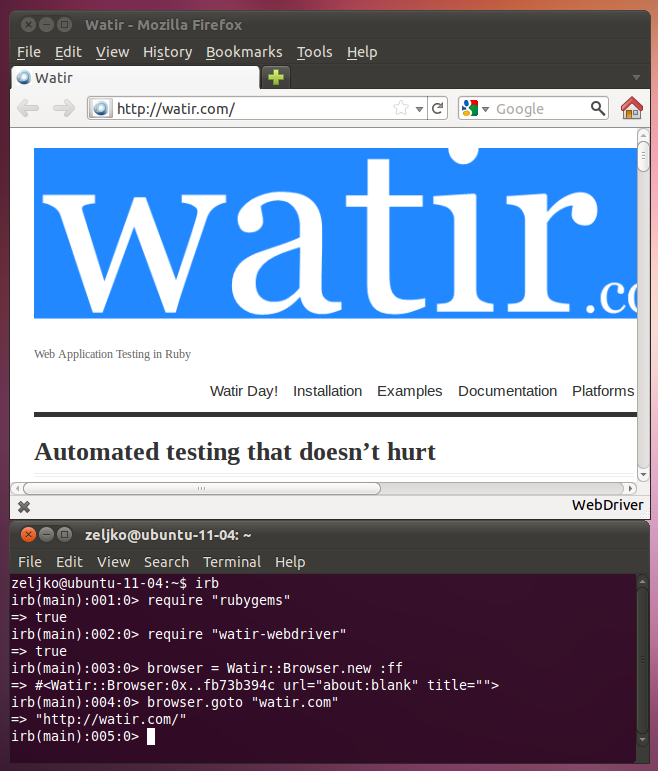 Watir - Mozilla Firefox
File Edit View History Bookmarks Tools Help
Watir
http://watir.com/ Google
watir.co
Web Application Testing in Ruby
Watir Day! Installation Examples Documentation Platforms
Automated testing that doesn’t hurt
WebDriver
zeljko@ubuntu-11-04: ~
File Edit View Search Terminal Help
zeljko@ubuntu-11-04:~$ irb
irb(main):001:0> require "rubygems"
=> true
irb(main):002:0> require "watir-webdriver"
=> true
irb(main):003:0> browser = Watir::Browser.new :ff
=> #<Watir::Browser:0x..fb73b394c url="about:blank" title="">
irb(main):004:0> browser.goto "watir.com"
=> "http://watir.com/"
irb(main):005:0>